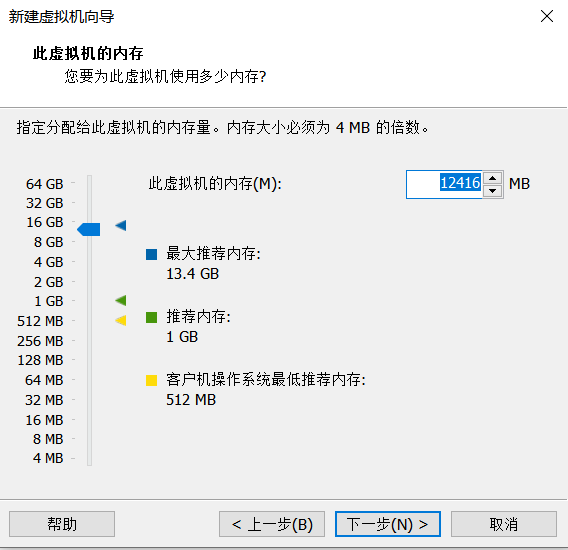 新建虚拟机向导
此虚拟机的内存
您要为此虚拟机使用多少内存?
指定分配给此虚拟机的内存量。内存大小必须为 4 MB 的倍数。
64 GB
32 GB
16 GB
8 GB
4 GB
2 GB
1 GB
512 MB
256 MB
128 MB
64 MB
32 MB
16 MB
8 MB
4 MB
此虚拟机的内存(M):
12416 MB
最大推荐内存:
13.4 GB
推荐内存:
1 GB
客户机操作系统最低推荐内存:
512 MB
帮助
< 上一步(B)
下一步(N) >
取消